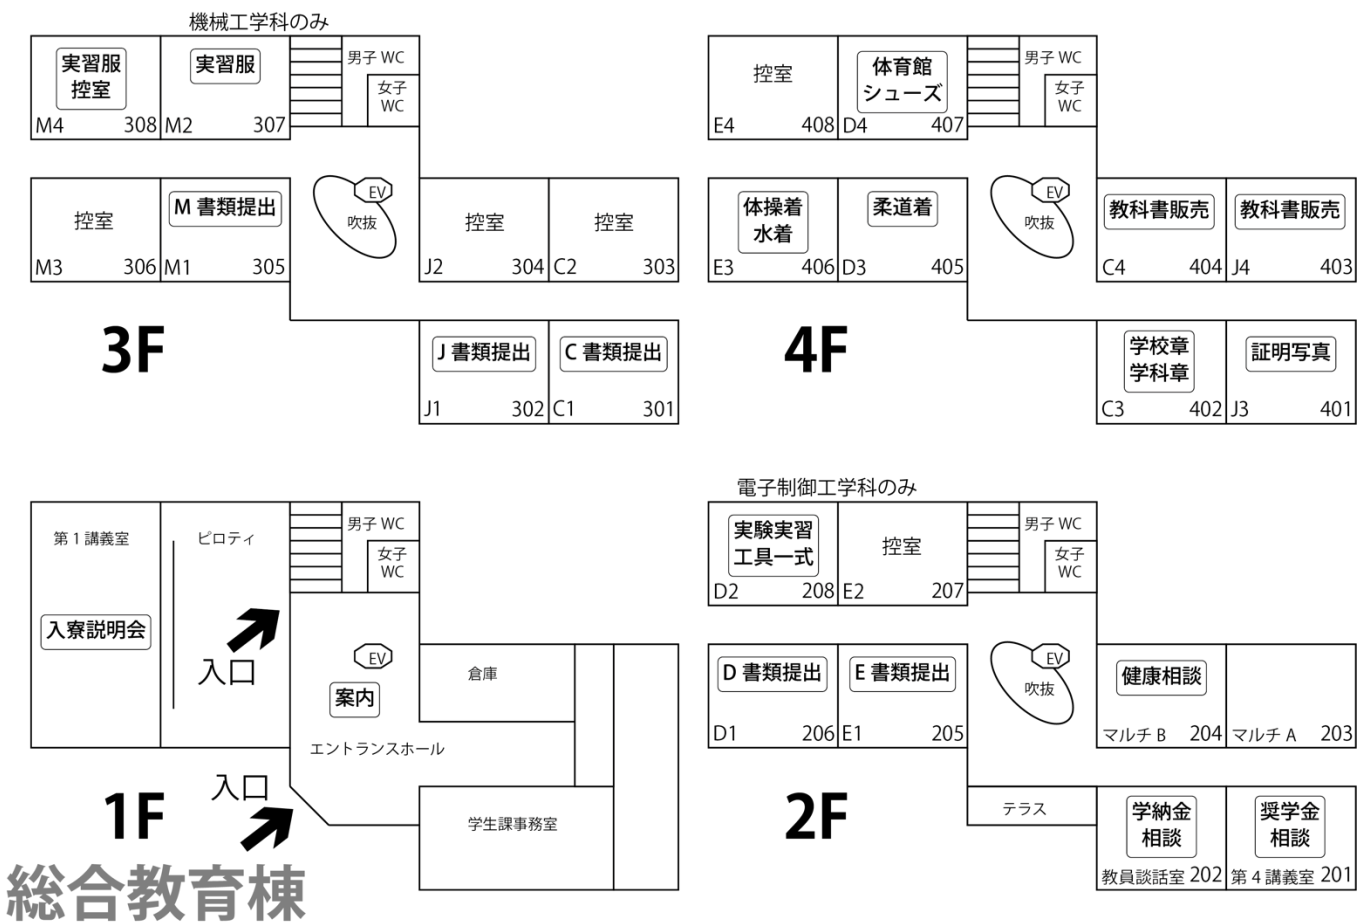 機械工学科のみ
実習服
控室
M4 308
実習服
M2 307
男子 WC
女子
WC
控室
M3 306
M 書類提出
M1 305
EV
吹抜
控室
J2 304
控室
C2 303
3F
J 書類提出
J1 302
C 書類提出
C1 301
控室
E4 408
体育館
シューズ
D4 407
男子 WC
女子
WC
体操着
水着
E3 406
柔道着
D3 405
EV
吹抜
教科書販売
C4 404
教科書販売
J4 403
4F
学校章
学科章
C3 402
証明写真
J3 401
第1講義室
入寮説明会
ピロティ
入口
男子 WC
女子
WC
EV
案内
エントランスホール
倉庫
入口
学生課事務室
1F
電子制御工学科のみ
実験実習
工具一式
D2 208
控室
E2 207
男子 WC
女子
WC
D 書類提出
D1 206
E 書類提出
E1 205
EV
吹抜
健康相談
マルチ B 204
マルチ A 203
2F
テラス
学納金
相談
教員談話室 202
奨学金
相談
第4講義室 201
総合教育棟